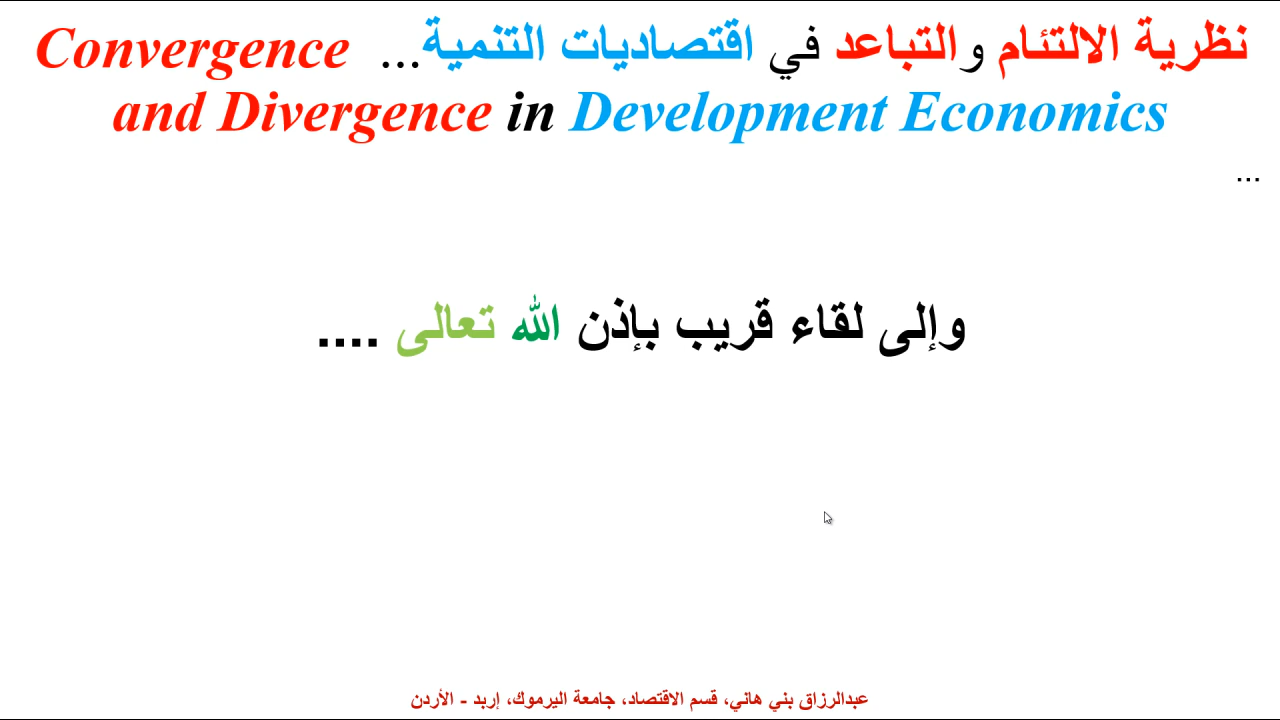 نظرية الالتئام والتباعد في اقتصاديات التنمية... Convergence
and Divergence in Development Economics
...
وإلى لقاء قريب بإذن الله تعالى ....
عبدالرزاق بني هاني، قسم الاقتصاد، جامعة اليرموك، إربد - الأردن